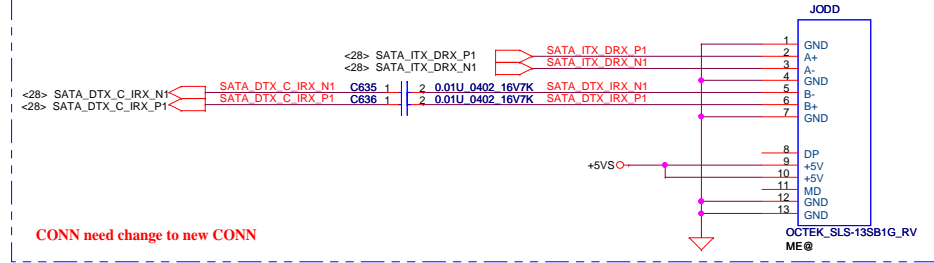 JODD
1 GND
<28> SATA_ITX_DRX_P1 SATA_ITX_DRX_P1 2 A+
<28> SATA_ITX_DRX_N1 SATA_ITX_DRX_N1 3 A-
4 GND
<28> SATA_DTX_C_IRX_N1 SATA_DTX_C_IRX_N1 C635 1 2 0.01U_0402_16V7K SATA_DTX_IRX_N1 5 B-
<28> SATA_DTX_C_IRX_P1 SATA_DTX_C_IRX_P1 C636 1 2 0.01U_0402_16V7K SATA_DTX_IRX_P1 6 B+
7 GND
8 DP
+5VS 9 +5V
10 +5V
11 MD
12 GND
13 GND
CONN need change to new CONN
OCTEK_SLS-13SB1G_RV
ME@